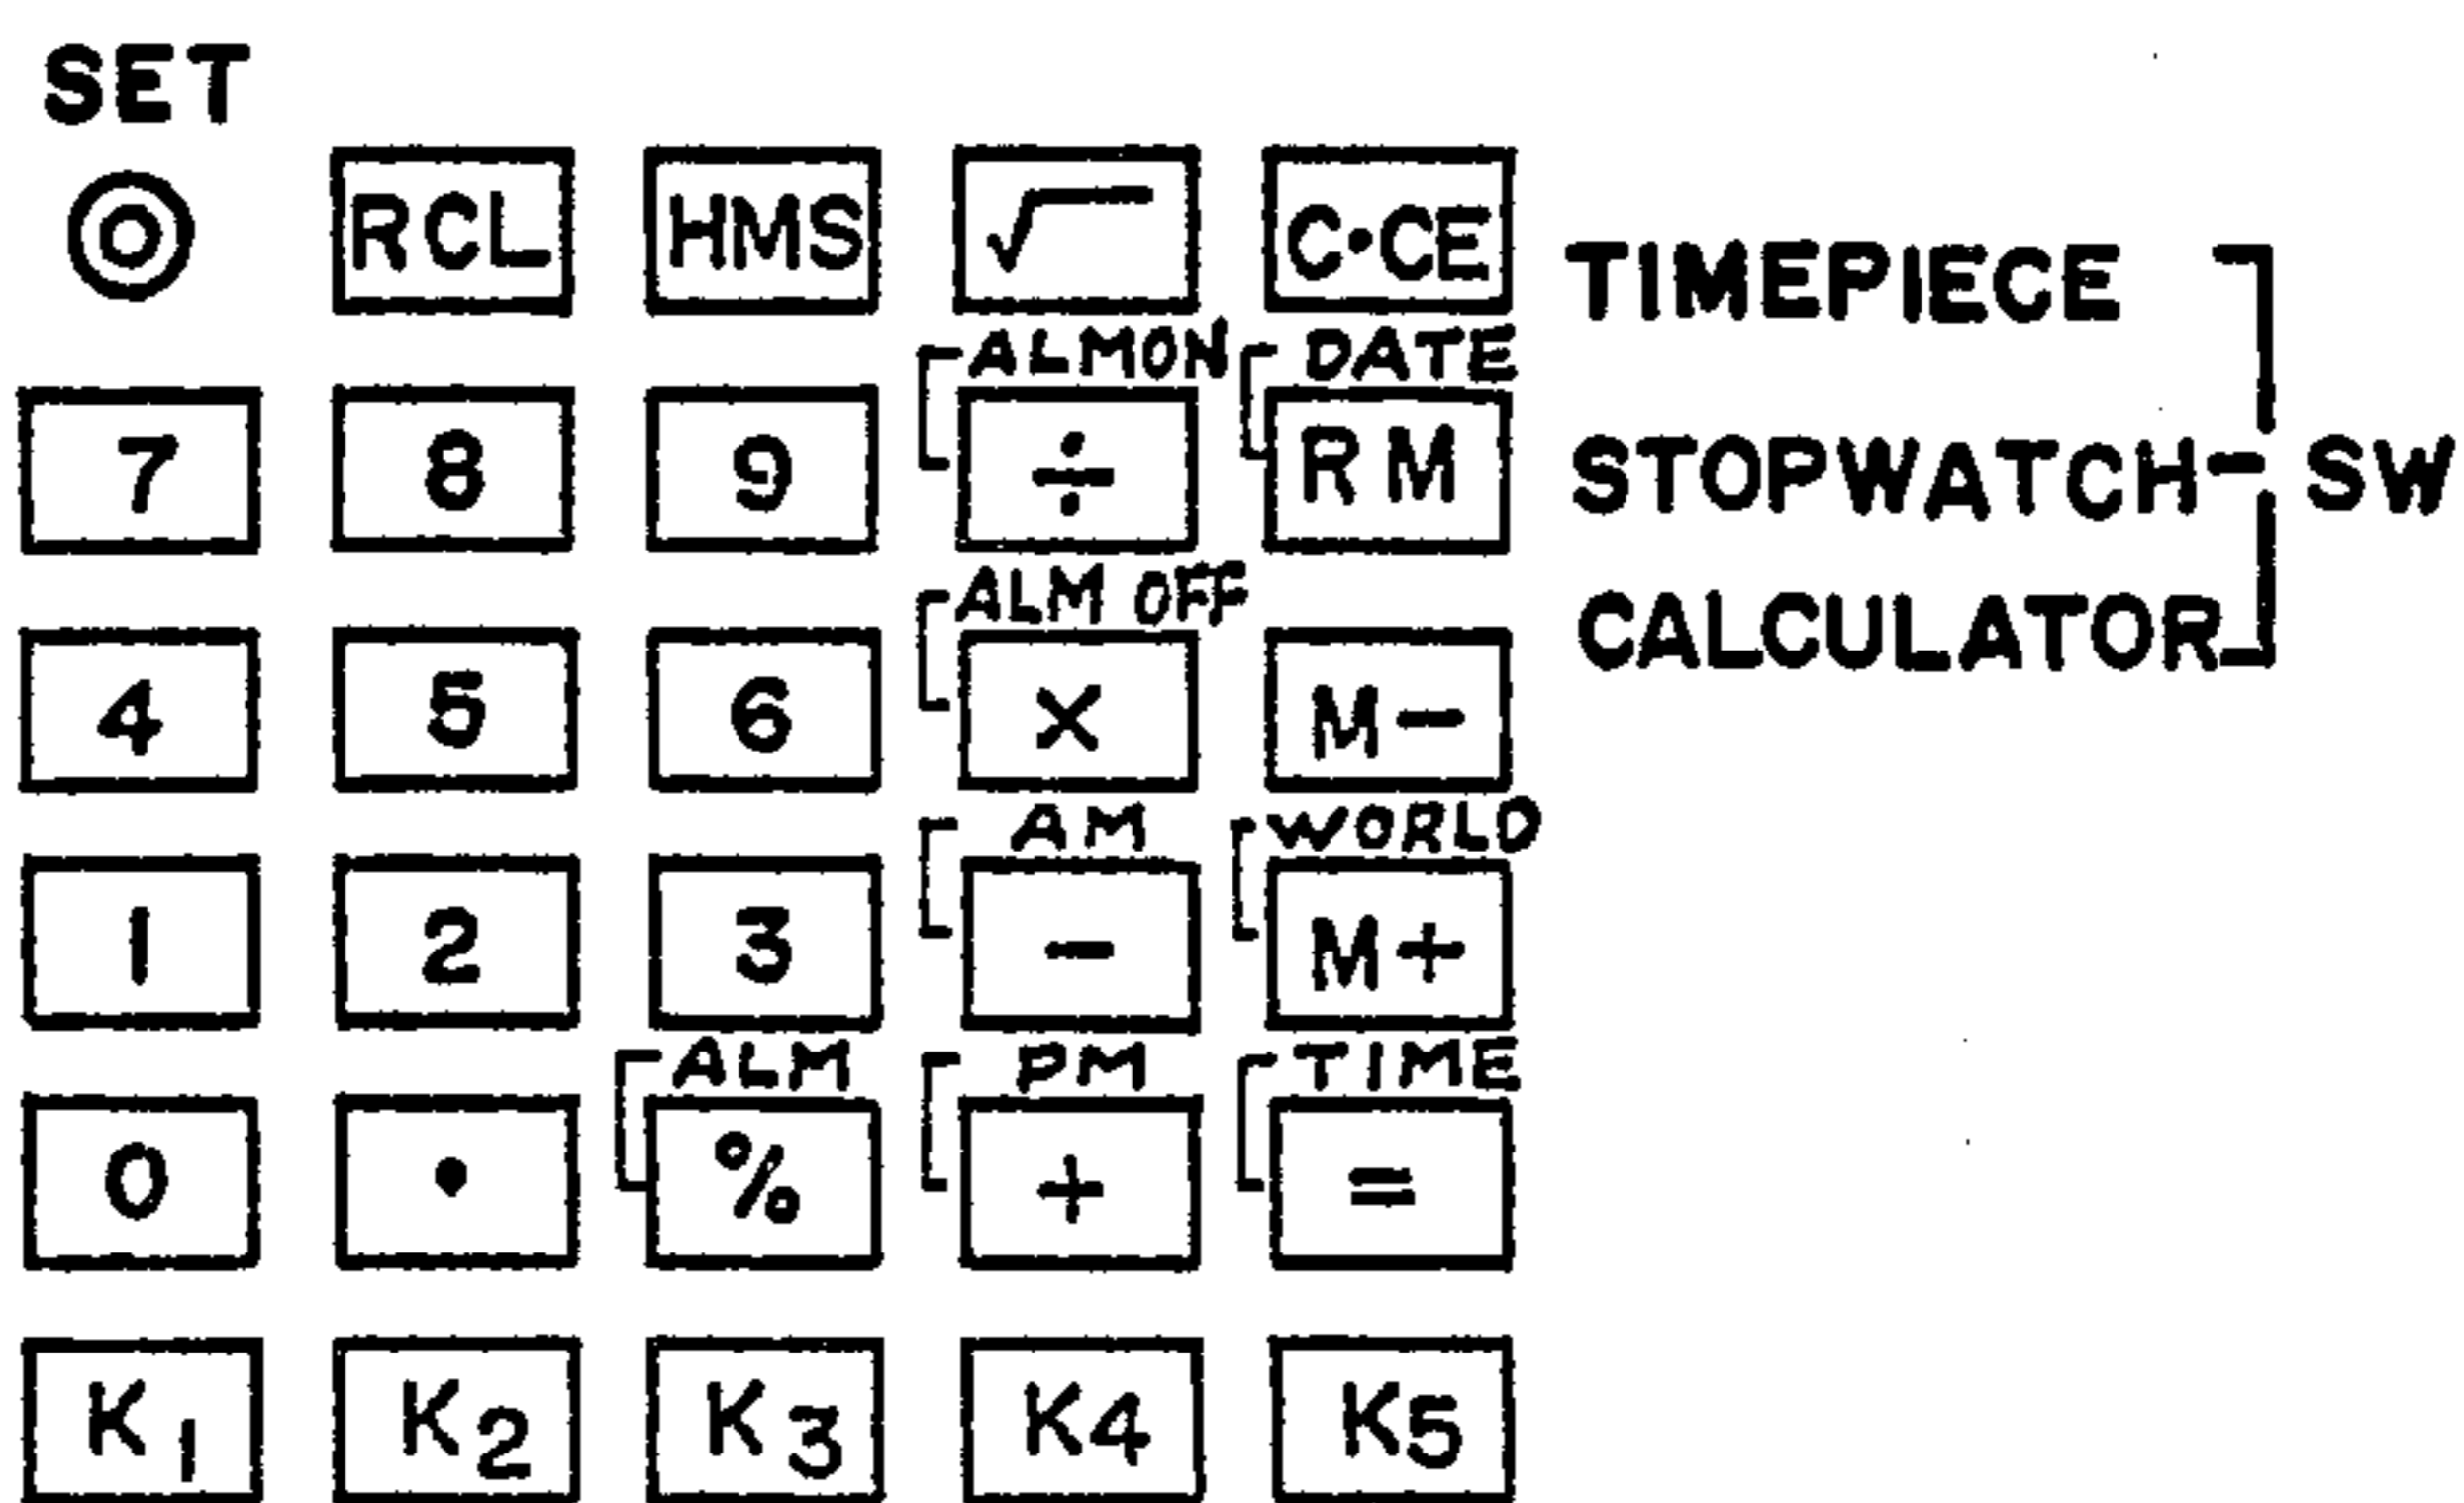 SET
RCL HMS √ C·CE
TIMEPIECE
ALMON DATE
7 8 9 ÷ RM
STOPWATCH SW
ALM OFF
CALCULATOR
4 5 6 × M-
AM WORLD
1 2 3 - M+
ALM PM TIME
0 · % + =
K1 K2 K3 K4 K5